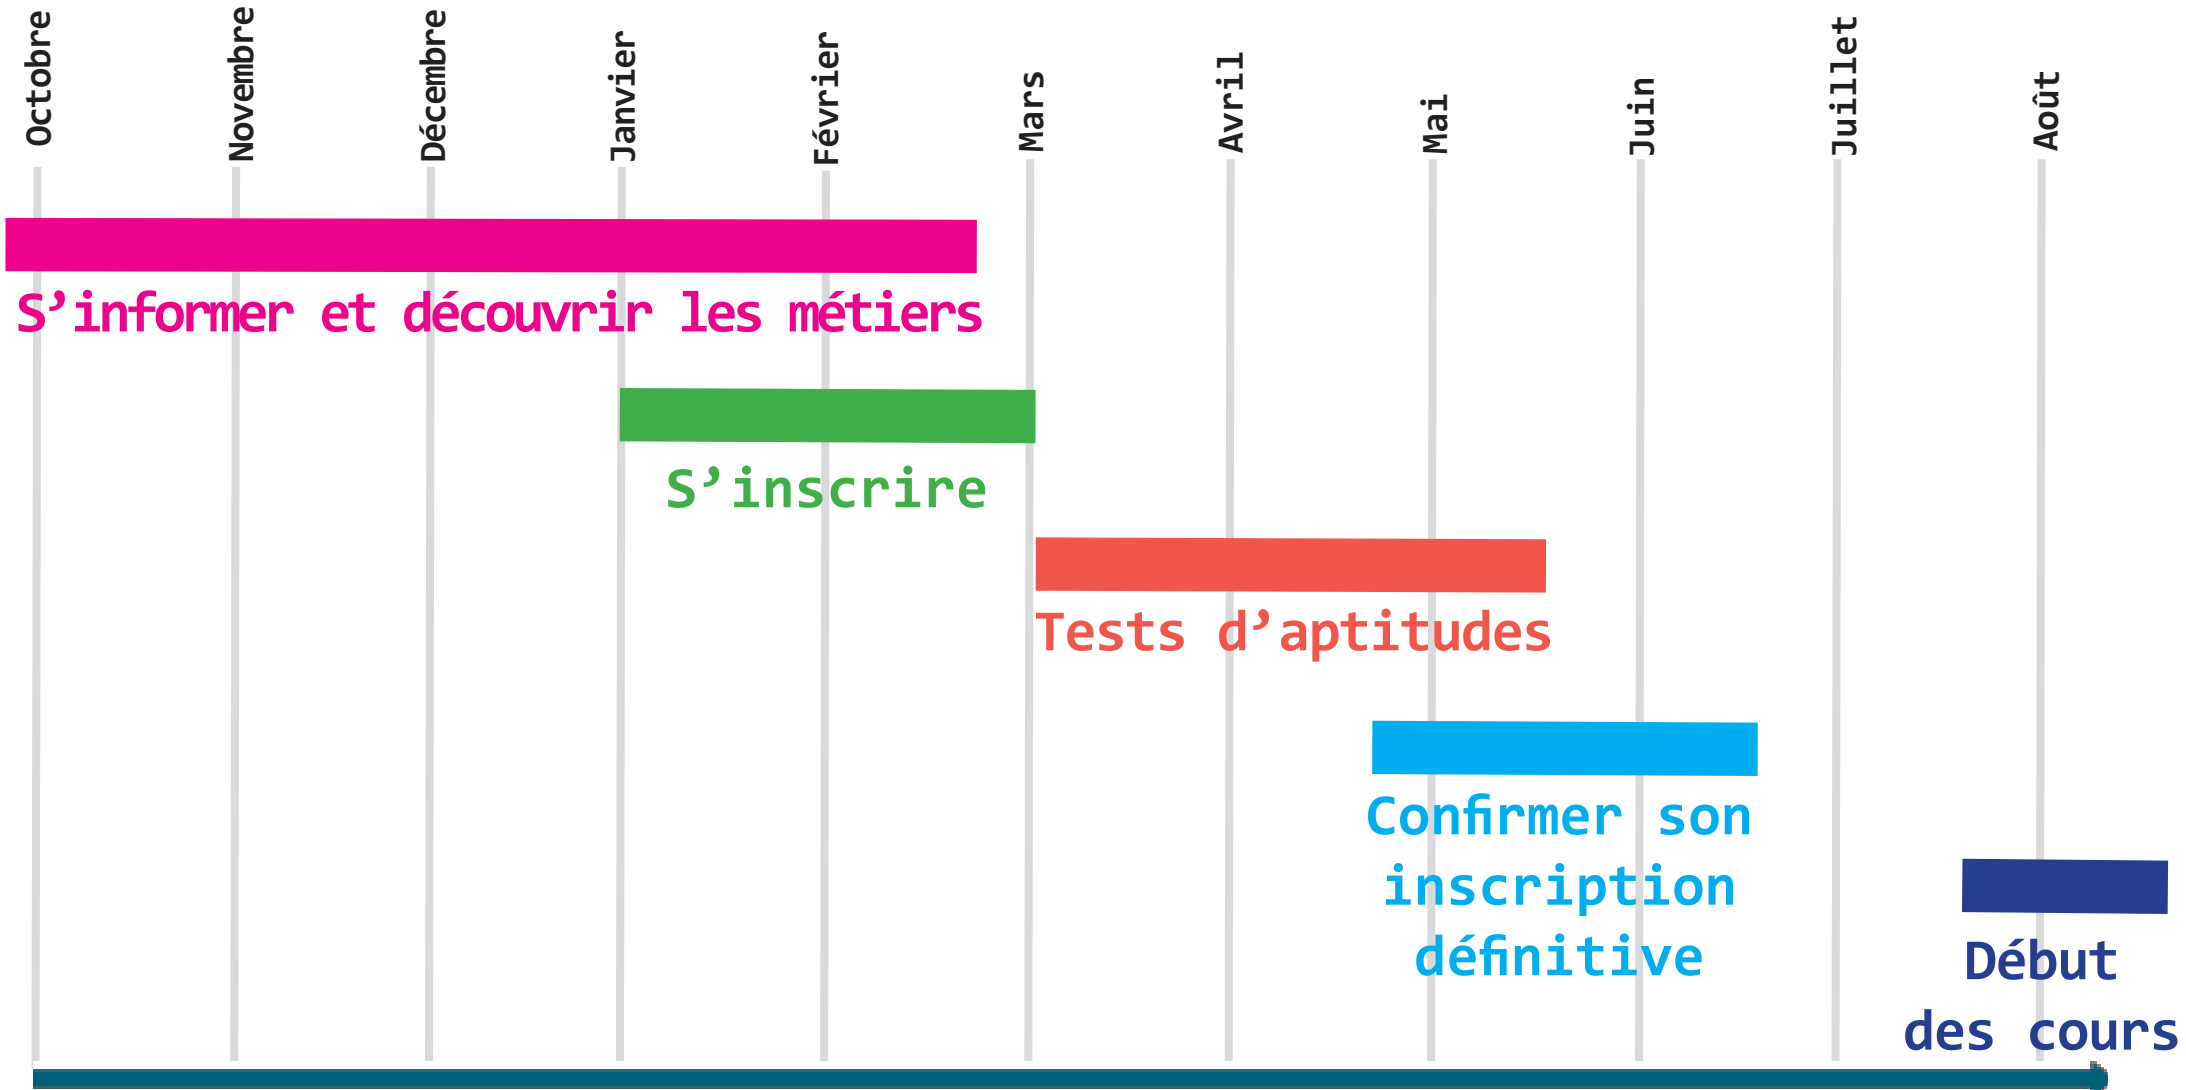 Octobre
Novembre
Décembre
Janvier
Février
Mars
Avril
Mai
Juin
Juillet
Août
S’informer et découvrir les métiers
S’inscrire
Tests d’aptitudes
Confirmer son
inscription
définitive
Début
des cours